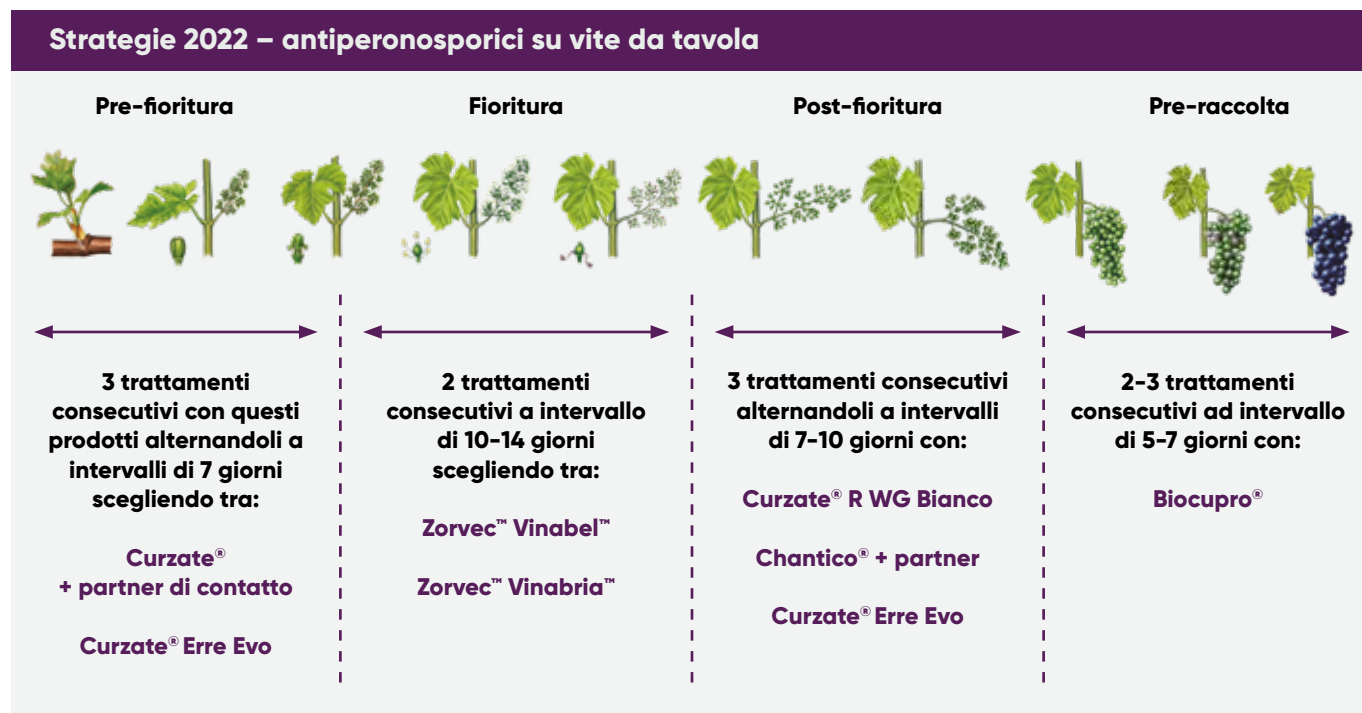 Strategie 2022 – antiperonosporici su vite da tavola
Pre-fioritura
Fioritura
Post-fioritura
Pre-raccolta
3 trattamenti
consecutivi con questi
prodotti alternandoli a
intervalli di 7 giorni
scegliendo tra:
Curzate®
+ partner di contatto
Curzate® Erre Evo
2 trattamenti
consecutivi a intervallo
di 10-14 giorni
scegliendo tra:
Zorvec™ Vinabel™
Zorvec™ Vinabria™
3 trattamenti consecutivi
alternandoli a intervalli
di 7-10 giorni con:
Curzate® R WG Bianco
Chantico® + partner
Curzate® Erre Evo
2-3 trattamenti
consecutivi ad intervallo
di 5-7 giorni con:
Biocupro®